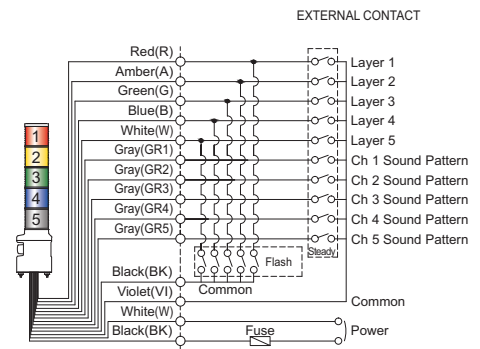 EXTERNAL CONTACT
Red(R)
Layer 1
Amber(A)
Layer 2
Green(G)
Layer 3
Blue(B)
Layer 4
White(W)
Layer 5
Gray(GR1)
Ch 1 Sound Pattern
Gray(GR2)
Ch 2 Sound Pattern
Gray(GR3)
Ch 3 Sound Pattern
Gray(GR4)
Ch 4 Sound Pattern
Gray(GR5)
Ch 5 Sound Pattern
1
2
3
4
5
Steady
Flash
Black(BK)
Common
Violet(VI)
Common
White(W)
Black(BK)
Fuse
Power